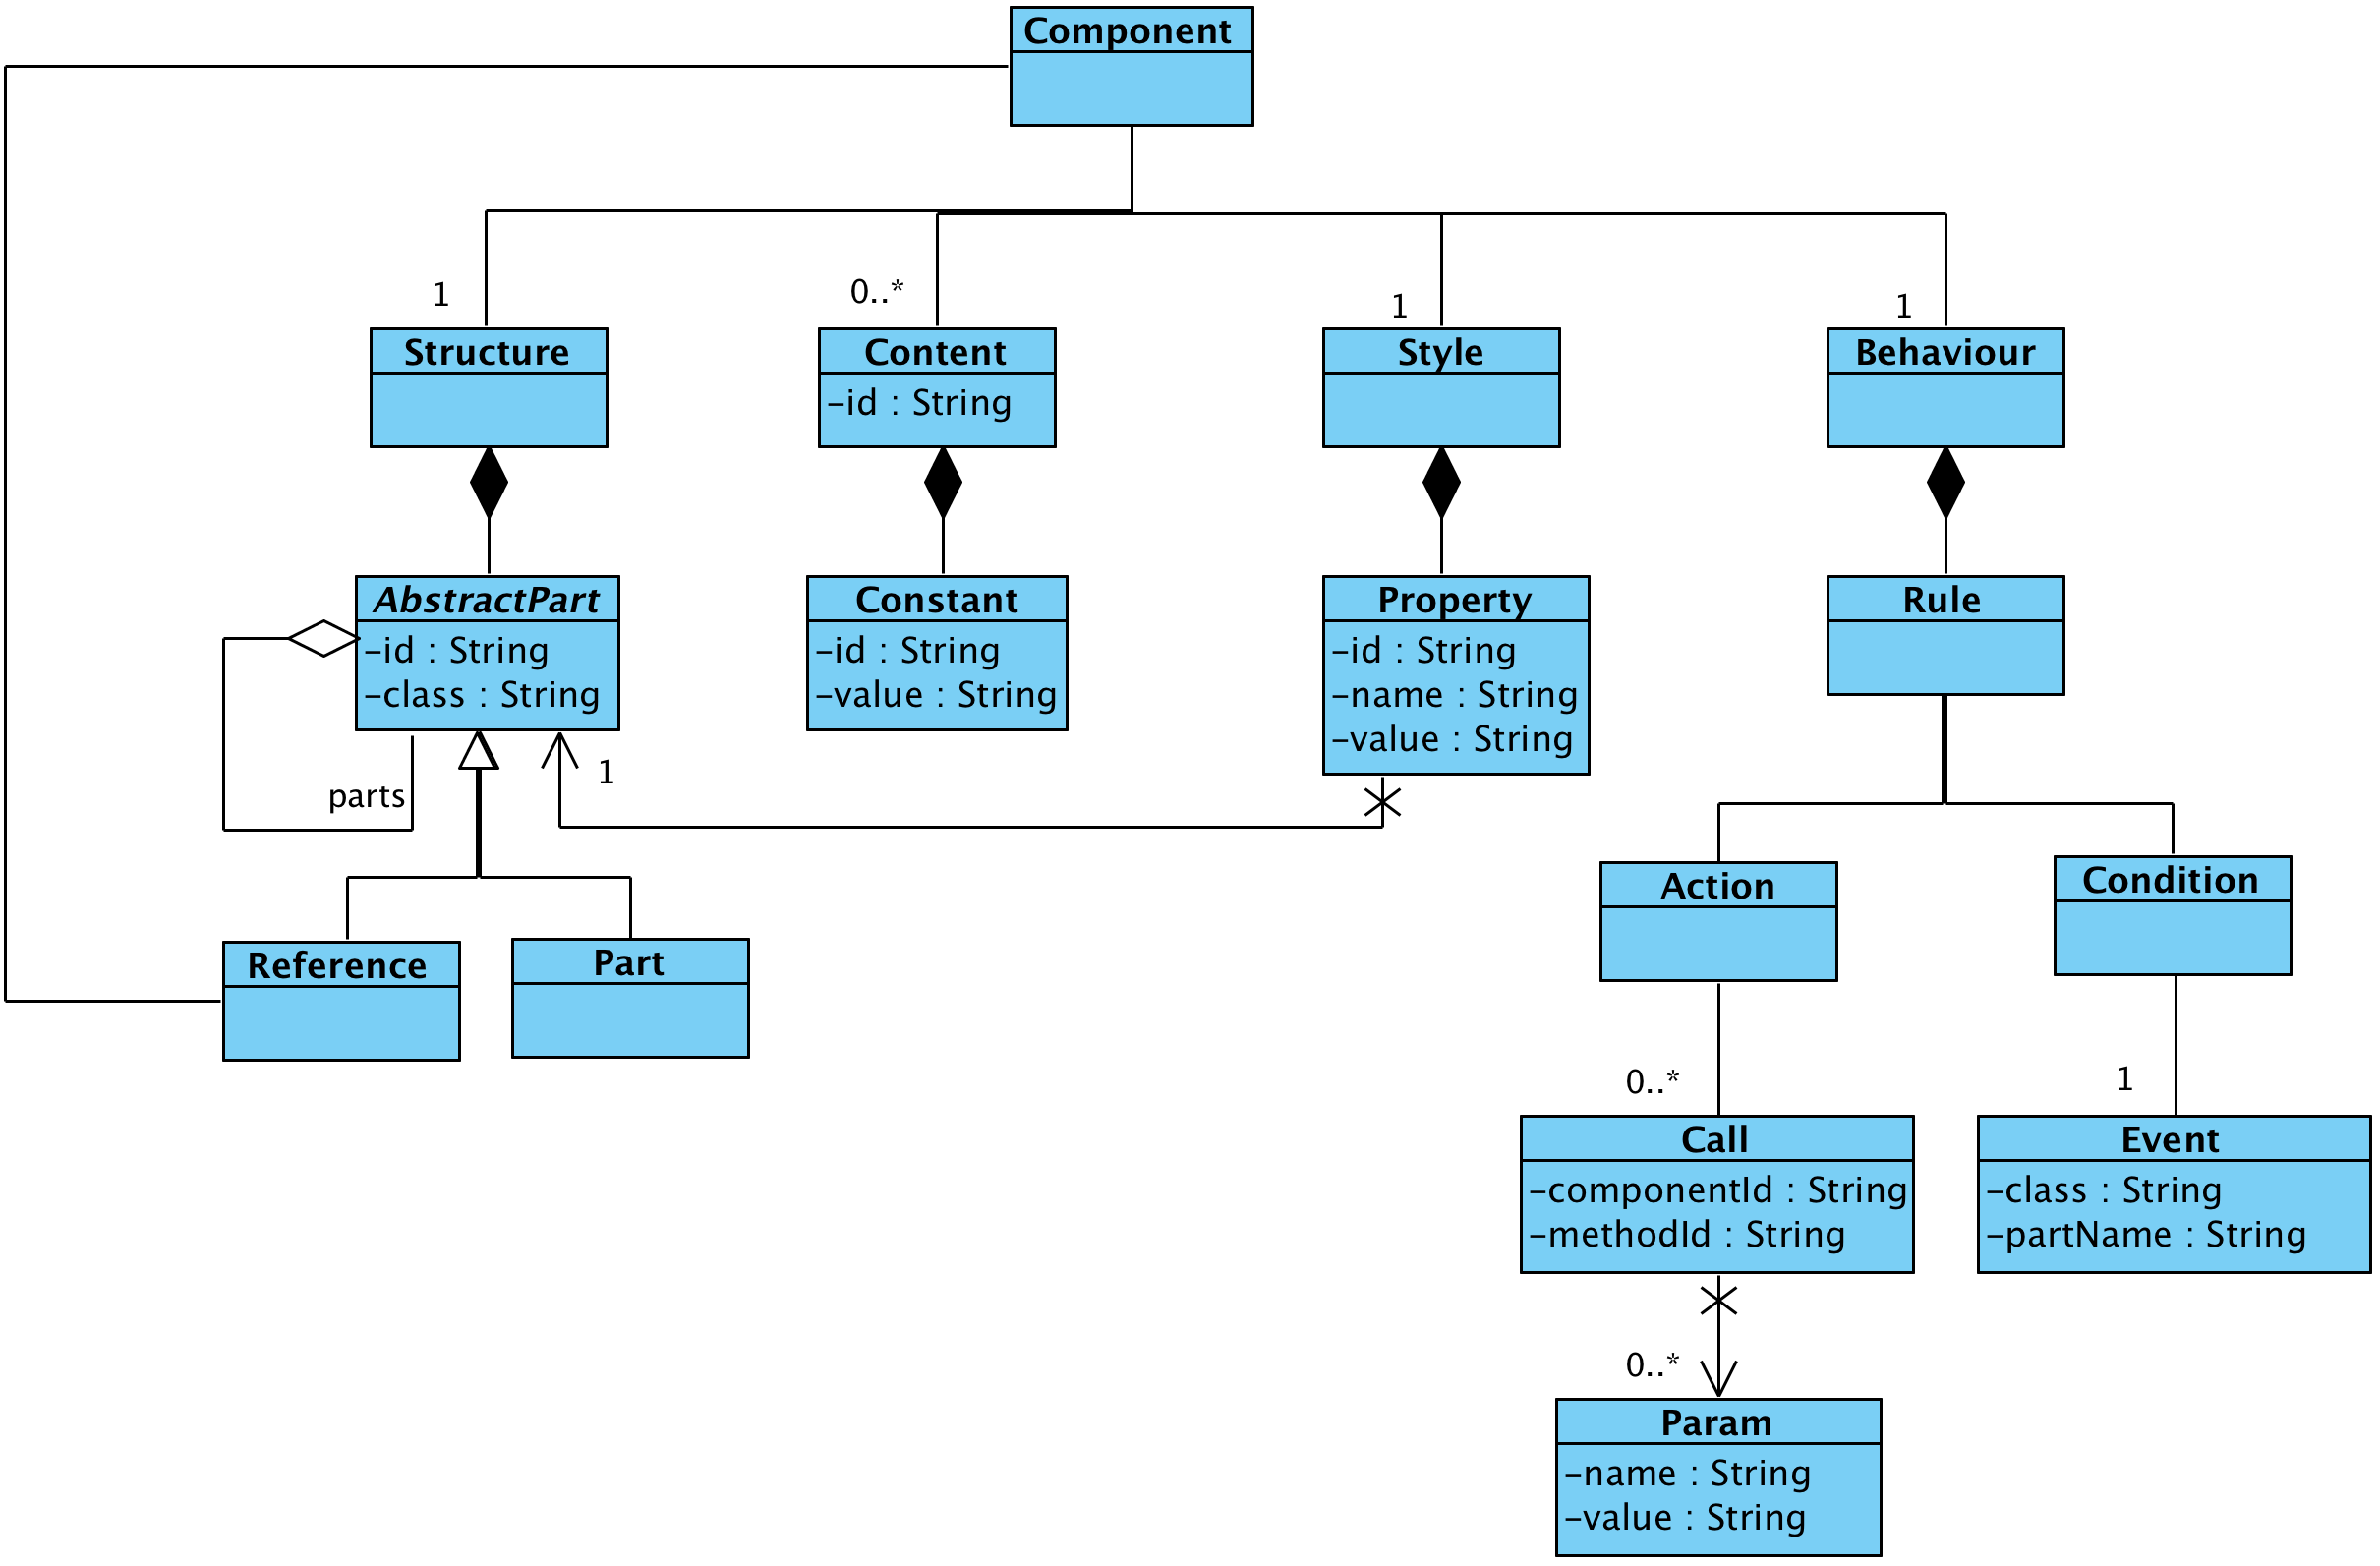 Component
1
0..*
1
1
Structure
Content
–id : String
Style
Behaviour
AbstractPart
–id : String
–class : String
Constant
–id : String
–value : String
Property
–id : String
–name : String
–value : String
Rule
parts
1
Reference
Part
Action
Condition
0..*
1
Call
–componentId : String
–methodId : String
Event
–class : String
–partName : String
0..*
Param
–name : String
–value : String